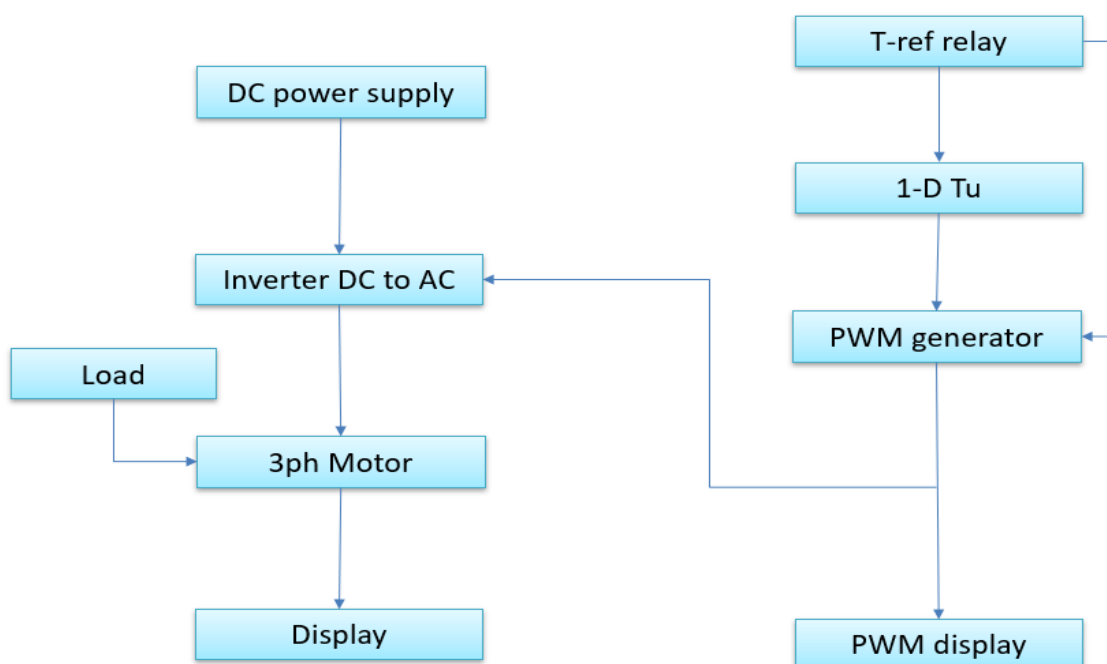 T-ref relay
DC power supply
1-D Tu
Inverter DC to AC
PWM generator
Load
3ph Motor
Display
PWM display